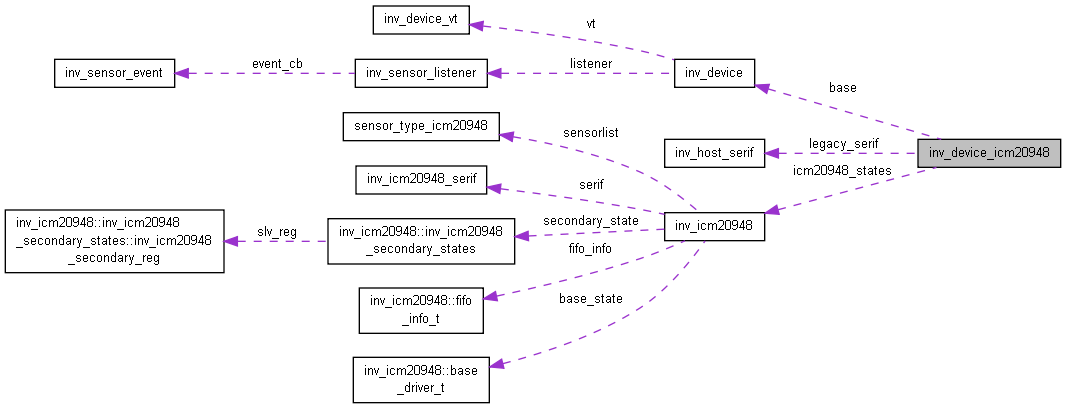 inv_device_vt
vt
inv_sensor_event
event_cb
inv_sensor_listener
listener
inv_device
base
sensor_type_icm20948
sensorlist
inv_host_serif
legacy_serif
inv_device_icm20948
icm20948_states
inv_icm20948_serif
serif
inv_icm20948::inv_icm20948
_secondary_states::inv_icm20948
_secondary_reg
slv_reg
inv_icm20948::inv_icm20948
_secondary_states
secondary_state
inv_icm20948
fifo_info
inv_icm20948::fifo
_info_t
base_state
inv_icm20948::base
_driver_t